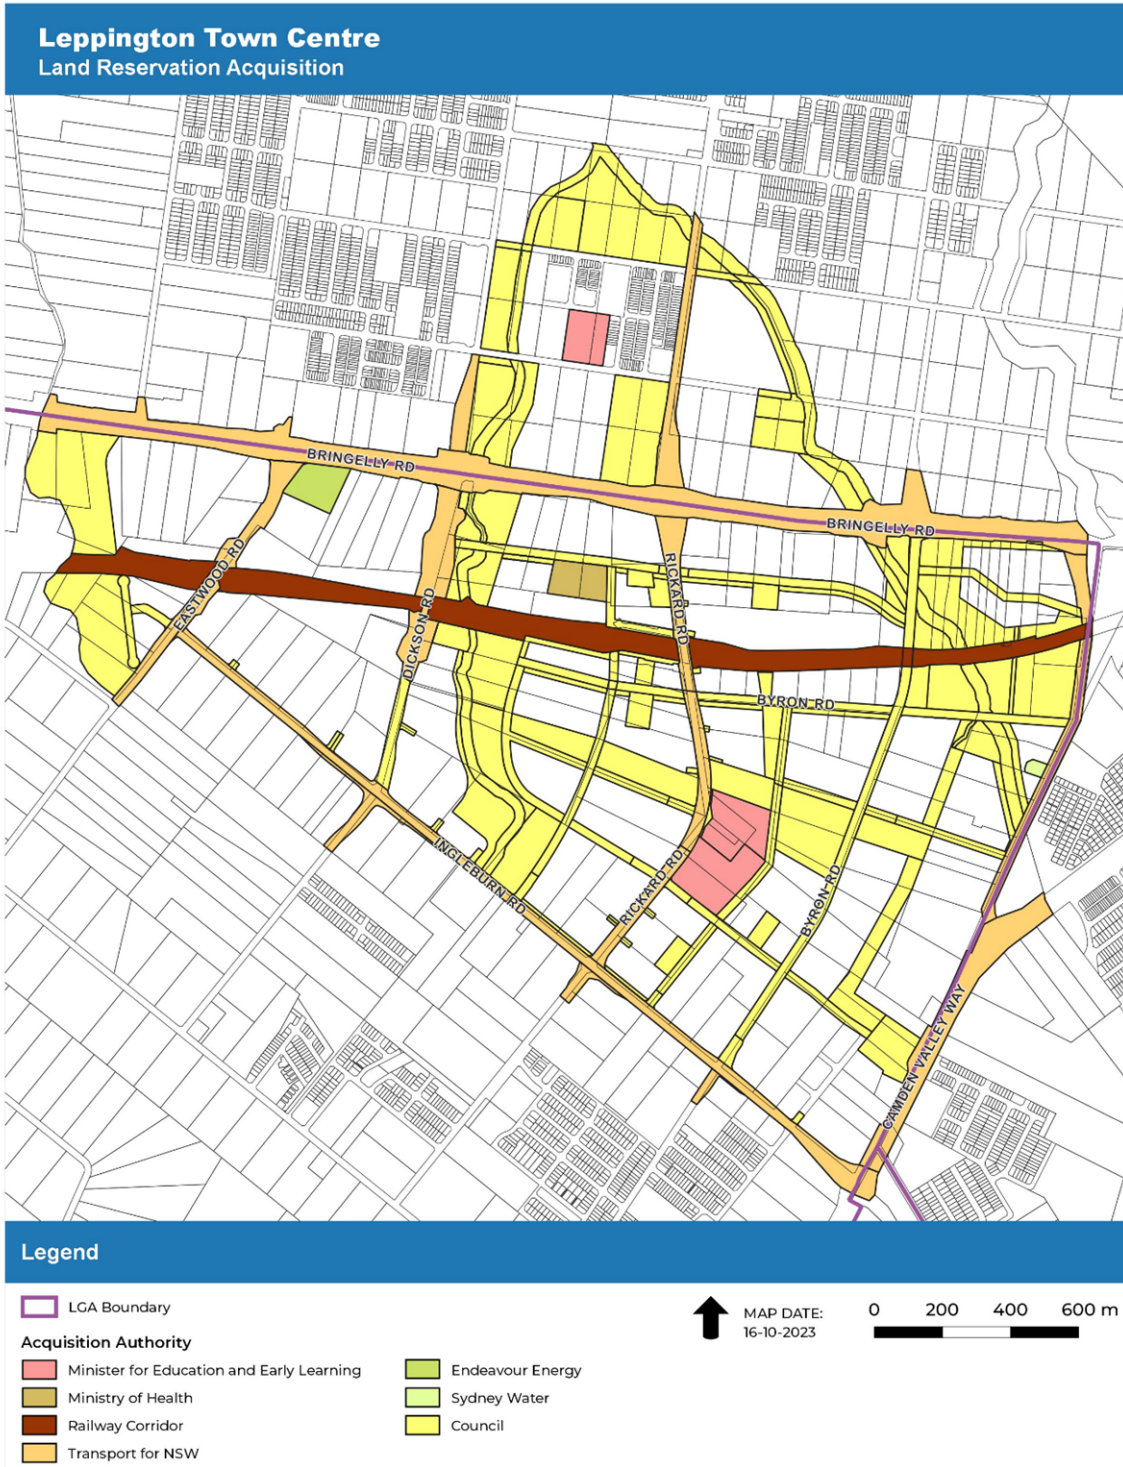 Leppington Town Centre
Land Reservation Acquisition
BRINGELLY RD
BRINGELLY RD
EASTWOOD RD
RICKARD RD
DICKSON RD
BYRON RD
INGLEBURN RD
RICKARD RD
BYRON RD
CAMDEN VALLEY WAY
Legend
LGA Boundary
Acquisition Authority
Minister for Education and Early Learning
Ministry of Health
Railway Corridor
Transport for NSW
Endeavour Energy
Sydney Water
Council
MAP DATE:
16-10-2023
0 200 400 600 m